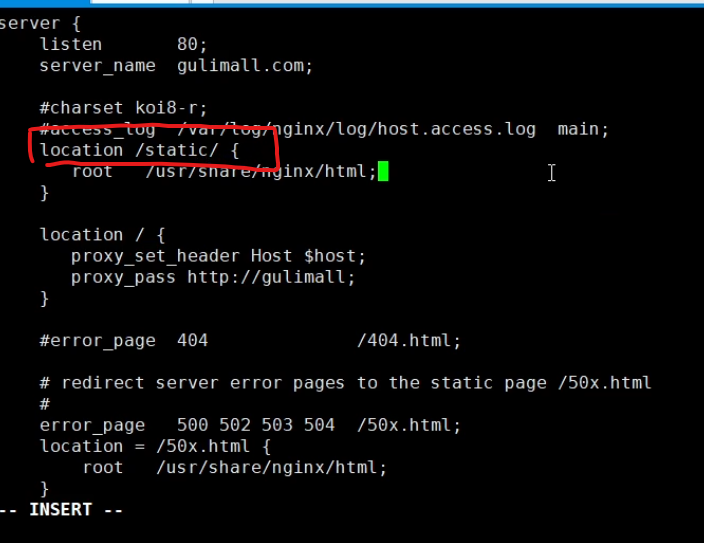 server {
    listen       80;
    server_name  gulimall.com;

    #charset koi8-r;
    #access_log  /var/log/nginx/log/host.access.log  main;
    location /static/ {
       root   /usr/share/nginx/html;
    }

    location / {
       proxy_set_header Host $host;
       proxy_pass http://gulimall;
    }

    #error_page  404              /404.html;

    # redirect server error pages to the static page /50x.html
    #
    error_page   500 502 503 504  /50x.html;
    location = /50x.html {
        root   /usr/share/nginx/html;
    }
-- INSERT --